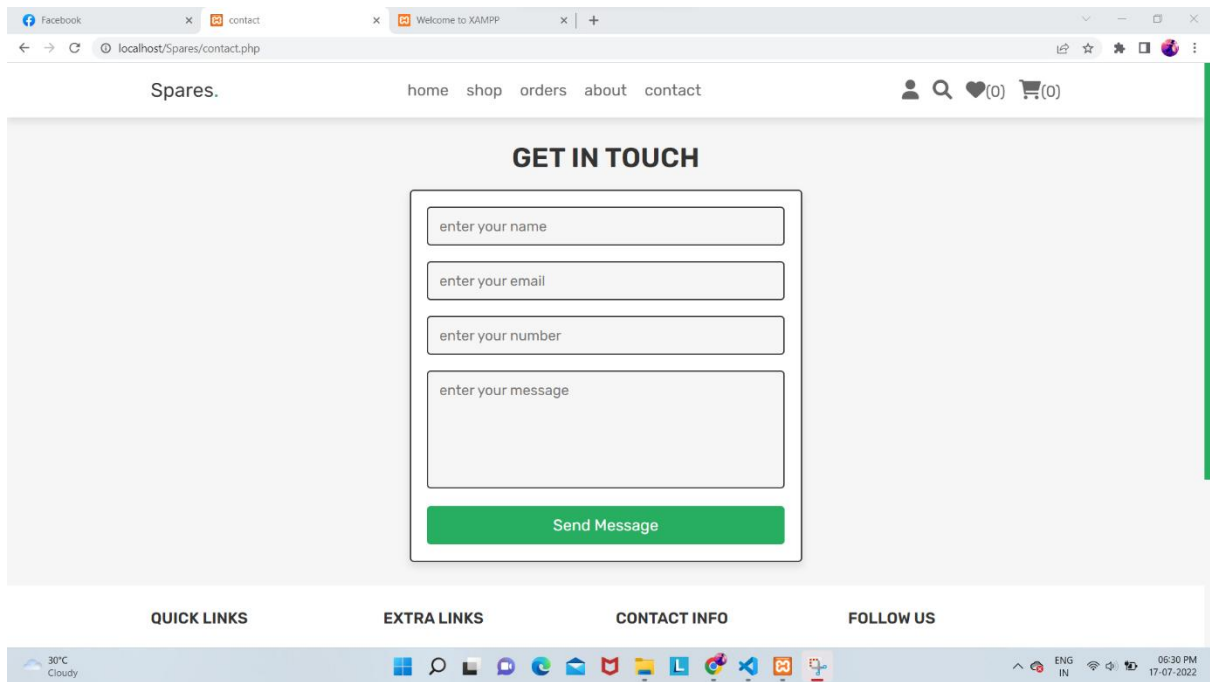 Facebook contact Welcome to XAMPP
localhost/Spares/contact.php
Spares. home shop orders about contact (0) (0)
GET IN TOUCH
enter your name
enter your email
enter your number
enter your message
Send Message
QUICK LINKS EXTRA LINKS CONTACT INFO FOLLOW US
30°C
Cloudy
L
ENG
IN
06:30 PM
17-07-2022